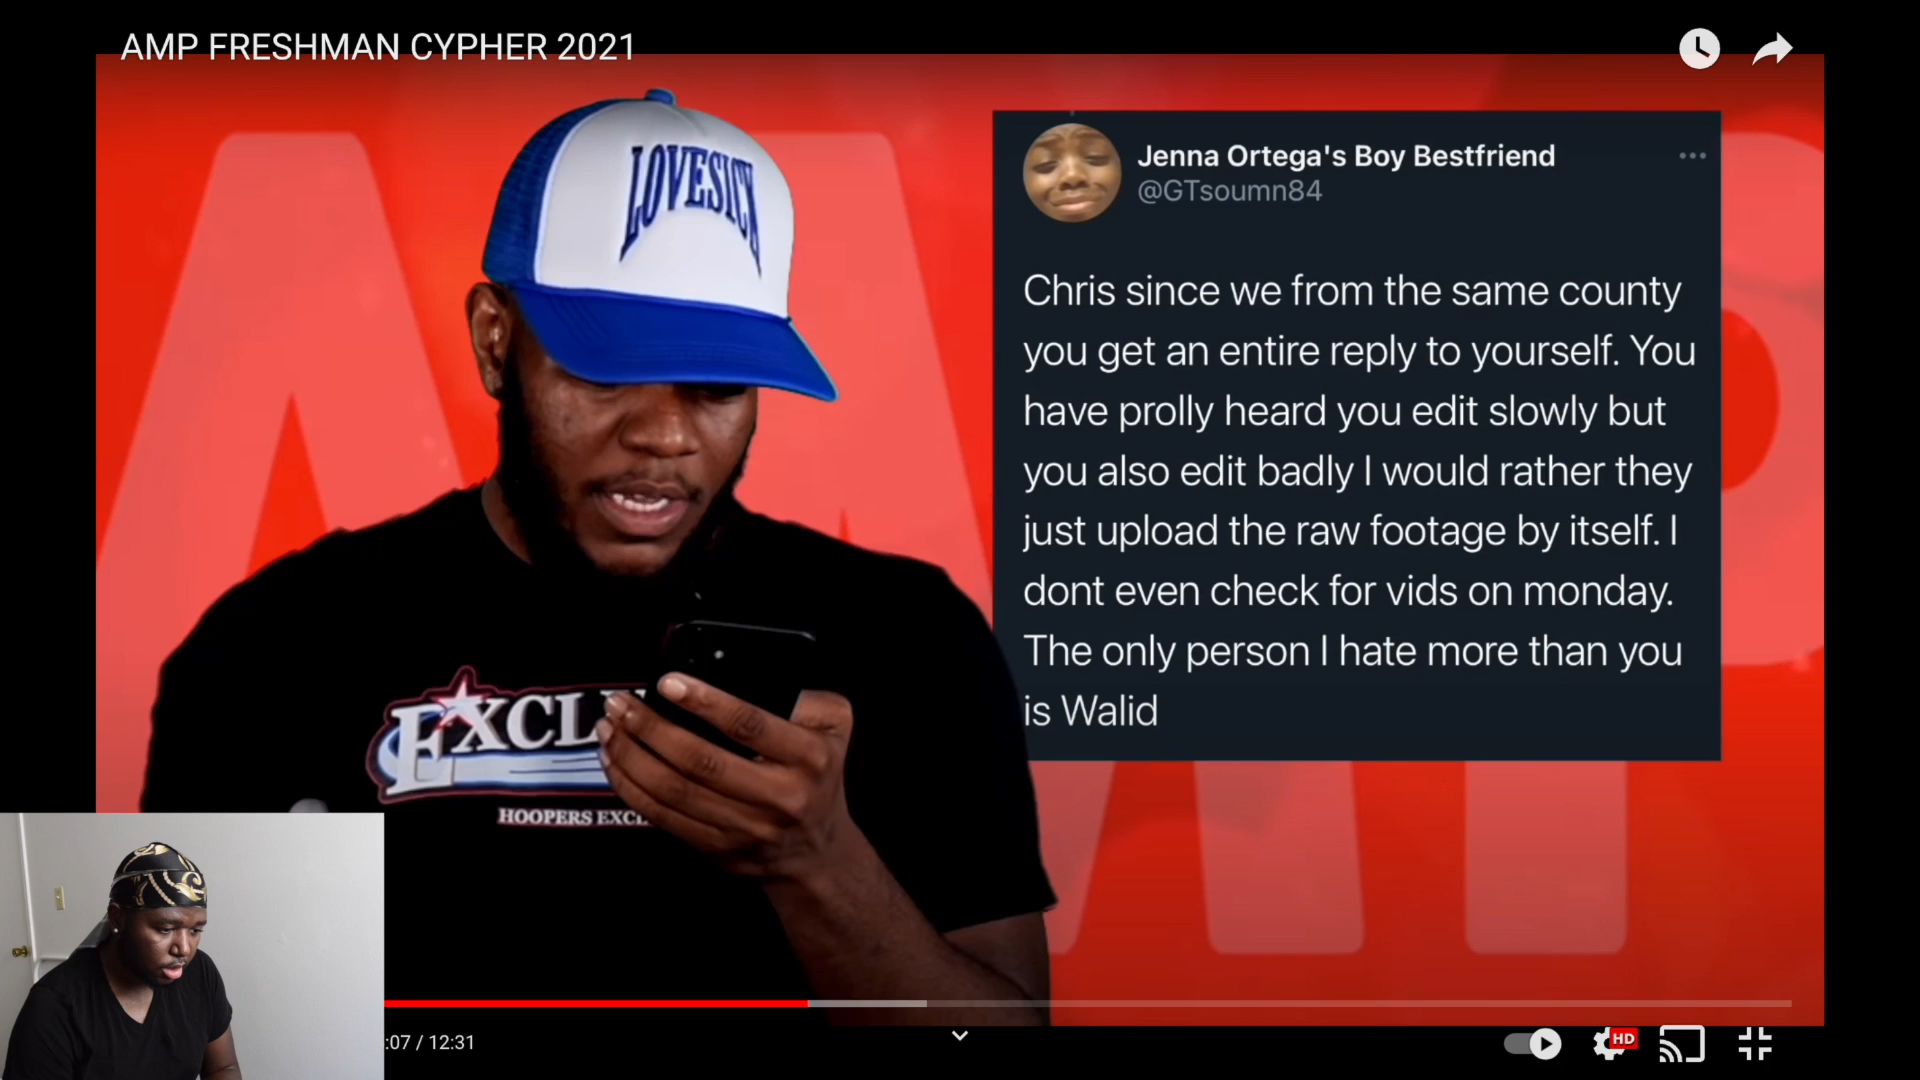 AMP FRESHMAN CYPHER 2021
LOVESICK
Jenna Ortega's Boy Bestfriend
@GTsoumn84
Chris since we from the same county
you get an entire reply to yourself. You
have prolly heard you edit slowly but
you also edit badly I would rather they
just upload the raw footage by itself. I
dont even check for vids on monday.
The only person I hate more than you
is Walid
EXCL
HOOPERS EXCL
:07 / 12:31
HD